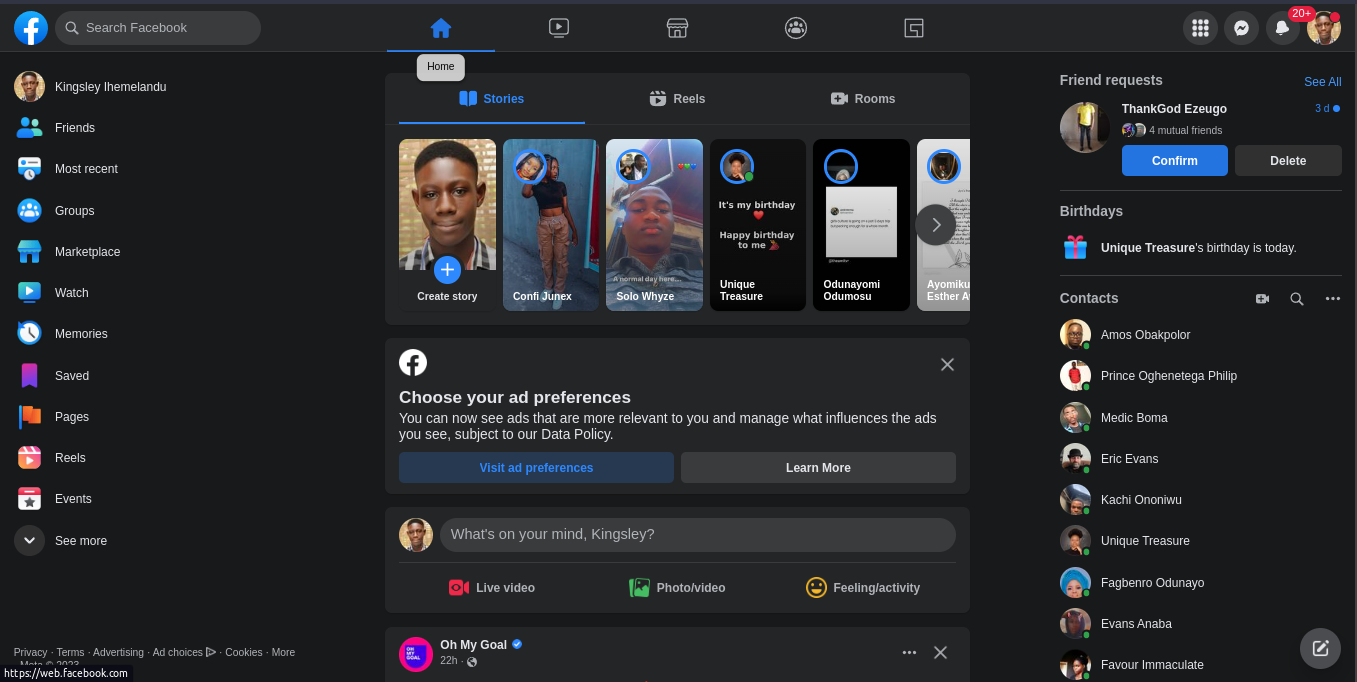 Search Facebook
20+
Home
Kingsley Ihemelandu
Friends
Most recent
Groups
Marketplace
Watch
Memories
Saved
Pages
Reels
Events
See more
Privacy · Terms · Advertising · Ad choices · Cookies · More
Meta © 2023
https://web.facebook.com
Stories
Reels
Rooms
Create story
Confi Junex
A normal day here...
Solo Whyze
It's my birthday
Happy birthday
to me
Unique
Treasure
Odunayomi
Odumosu
Ayomiku
Esther A
Choose your ad preferences
You can now see ads that are more relevant to you and manage what influences the ads
you see, subject to our Data Policy.
Visit ad preferences
Learn More
What's on your mind, Kingsley?
Live video
Photo/video
Feeling/activity
OH
MY
GOAL
Oh My Goal
22h ·
Friend requests
See All
ThankGod Ezeugo
3 d
4 mutual friends
Confirm
Delete
Birthdays
Unique Treasure's birthday is today.
Contacts
Amos Obakpolor
Prince Oghenetega Philip
Medic Boma
Eric Evans
Kachi Ononiwu
Unique Treasure
Fagbenro Odunayo
Evans Anaba
Favour Immaculate